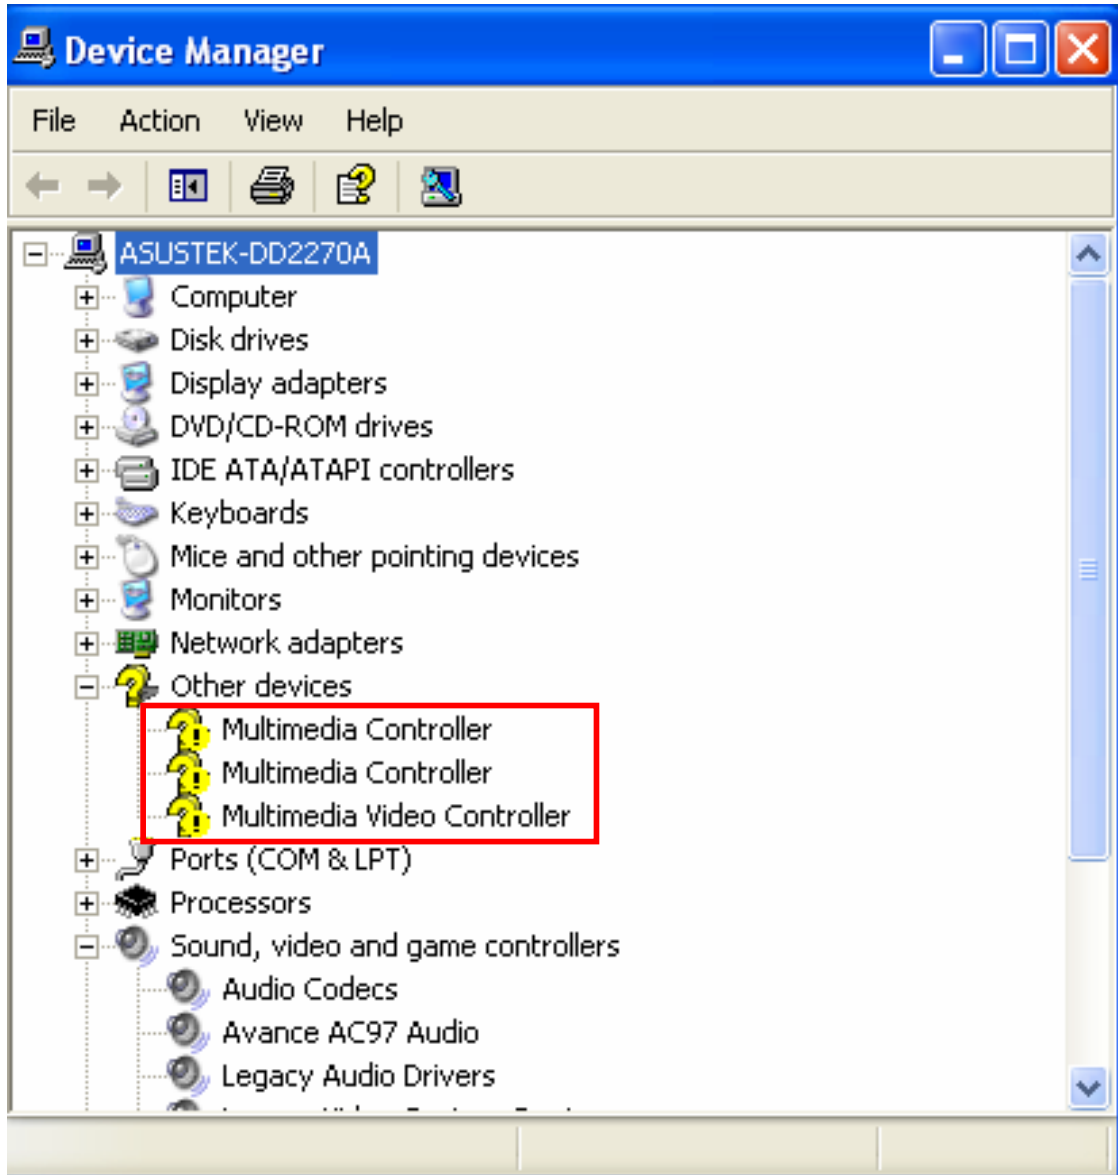 Device Manager
File Action View Help
ASUSTEK-DD2270A
Computer
Disk drives
Display adapters
DVD/CD-ROM drives
IDE ATA/ATAPI controllers
Keyboards
Mice and other pointing devices
Monitors
Network adapters
Other devices
Multimedia Controller
Multimedia Controller
Multimedia Video Controller
Ports (COM & LPT)
Processors
Sound, video and game controllers
Audio Codecs
Avance AC97 Audio
Legacy Audio Drivers